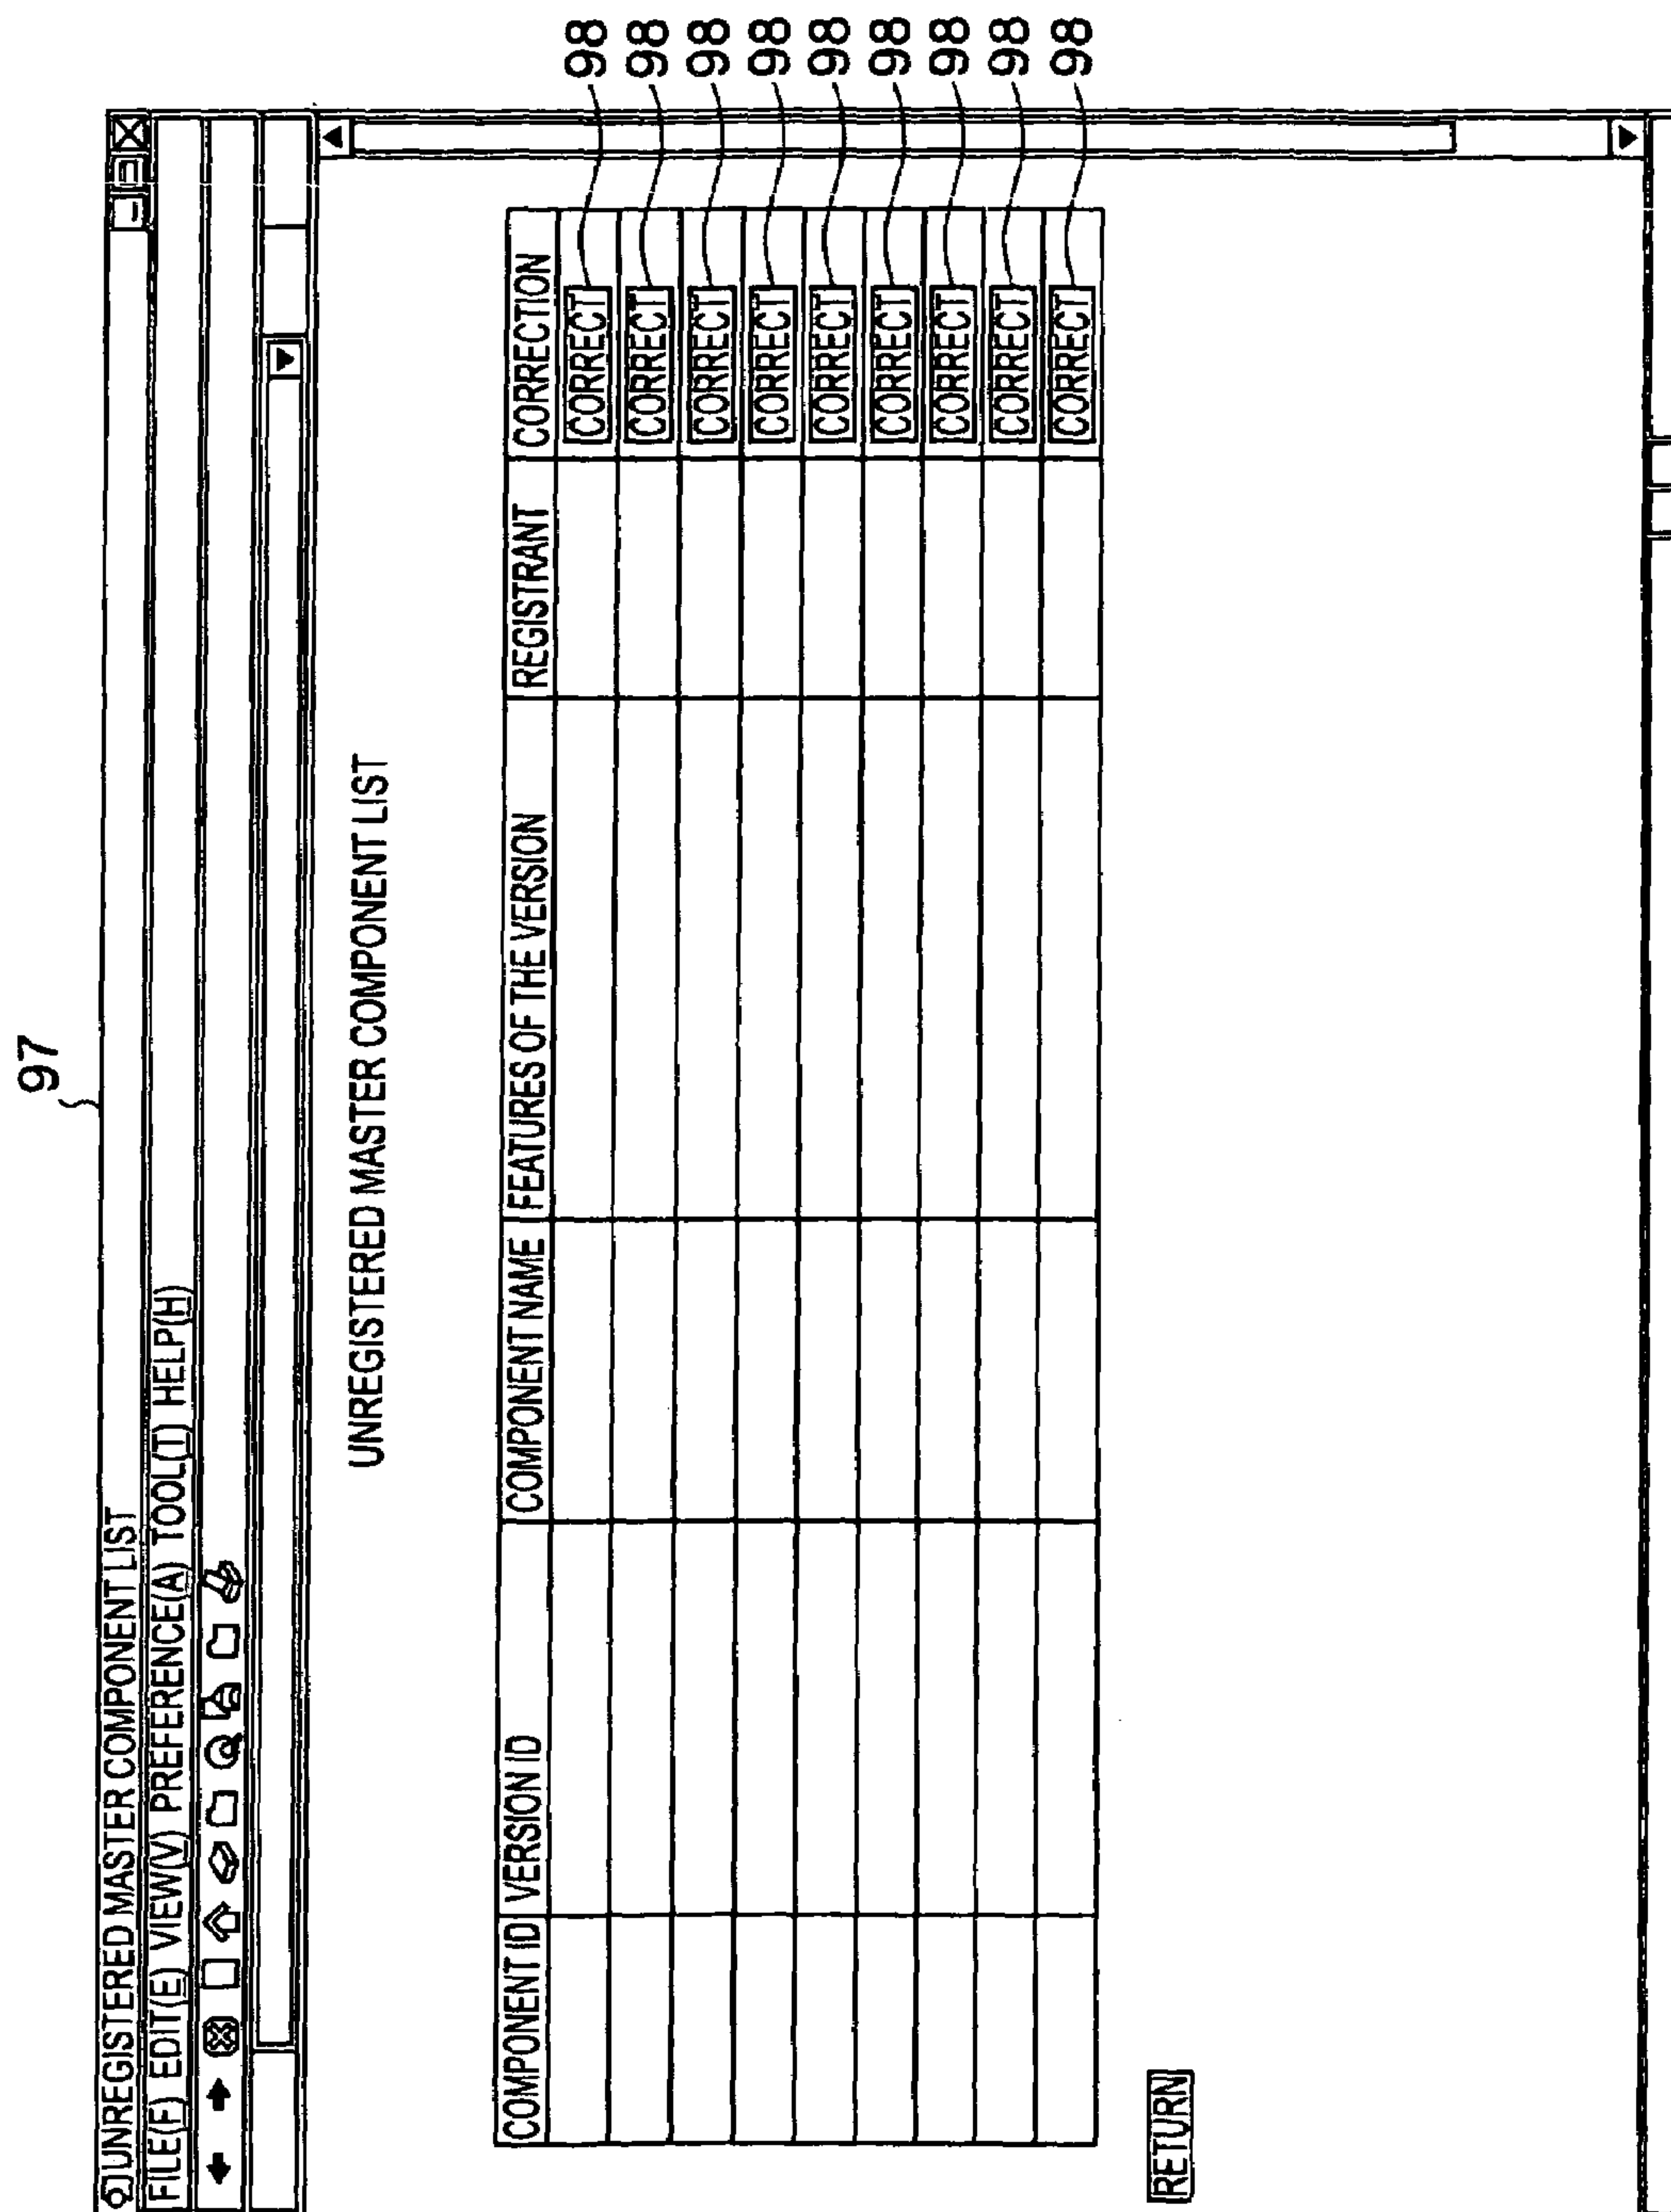 97
UNREGISTERED MASTER COMPONENT LIST
FILE(F) EDIT(E) VIEW(V) PREFERENCE(A) TOOL(T) HELP(H)
UNREGISTERED MASTER COMPONENT LIST
COMPONENT ID VERSION ID COMPONENT NAME FEATURES OF THE VERSION REGISTRANT CORRECTION
CORRECT 98
CORRECT 98
CORRECT 98
CORRECT 98
CORRECT 98
CORRECT 98
CORRECT 98
CORRECT 98
CORRECT 98
RETURN